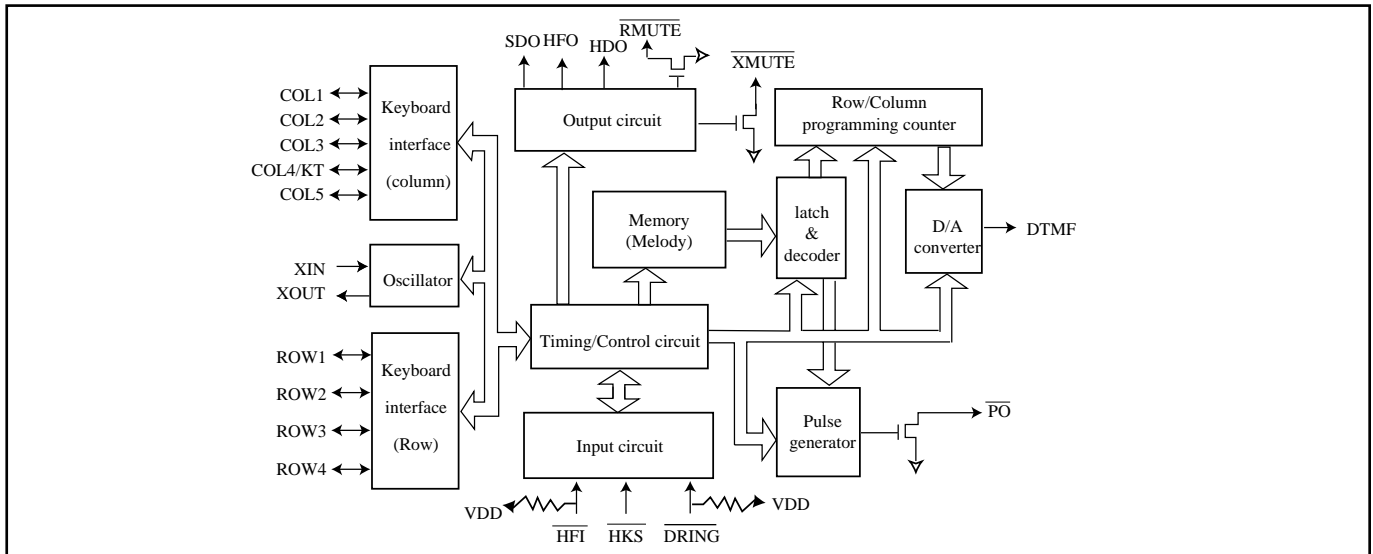 SDO
HFO
HDO
RMUTE
XMUTE
COL1
COL2
COL3
COL4/KT
COL5
Keyboard
interface
(column)
Output circuit
Row/Column
programming counter
Memory
(Melody)
latch
&
decoder
D/A
converter
DTMF
XIN
XOUT
Oscillator
Timing/Control circuit
ROW1
ROW2
ROW3
ROW4
Keyboard
interface
(Row)
Input circuit
Pulse
generator
PO
VDD
VDD
HFI
HKS
DRING